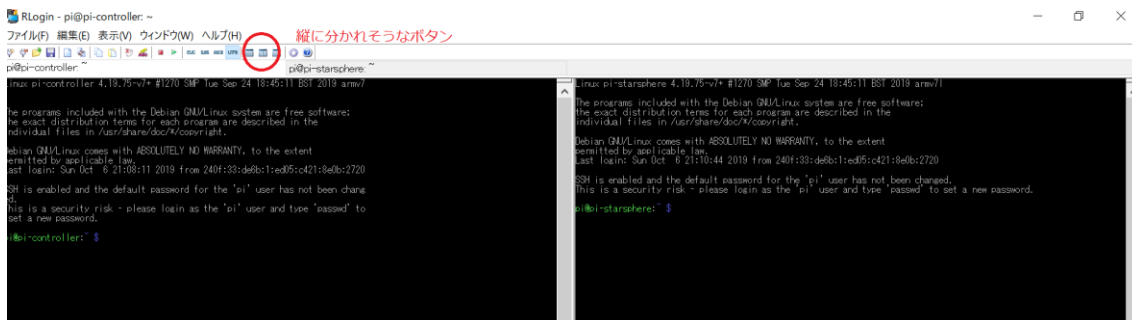 RLogin - pi@pi-controller: ~
ファイル(F) 編集(E) 表示(V) ウィンドウ(W) ヘルプ(H)
縦に分かれそうなボタン
pi@pi-controller: ~
pi@pi-starsphere: ~
inux pi-controller 4.19.75-v7+ #1270 SMP Tue Sep 24 18:45:11 BST 2019 armv7
he programs included with the Debian GNU/Linux system are free software;
he exact distribution terms for each program are described in the
ndividual files in /usr/share/doc/*/copyright.
ebian GNU/Linux comes with ABSOLUTELY NO WARRANTY, to the extent
ermitted by applicable law.
ast login: Sun Oct  6 21:08:11 2019 from 240f:33:de6b:1:ed05:c421:8e0b:2720
SH is enabled and the default password for the 'pi' user has not been chang
d.
his is a security risk - please login as the 'pi' user and type 'passwd' to
set a new password.
i@pi-controller:~ $
Linux pi-starsphere 4.19.75-v7+ #1270 SMP Tue Sep 24 18:45:11 BST 2019 armv7l
The programs included with the Debian GNU/Linux system are free software;
the exact distribution terms for each program are described in the
individual files in /usr/share/doc/*/copyright.
Debian GNU/Linux comes with ABSOLUTELY NO WARRANTY, to the extent
permitted by applicable law.
Last login: Sun Oct  6 21:10:44 2019 from 240f:33:de6b:1:ed05:c421:8e0b:2720
SSH is enabled and the default password for the 'pi' user has not been changed.
This is a security risk - please login as the 'pi' user and type 'passwd' to set a new password.
pi@pi-starsphere:~ $